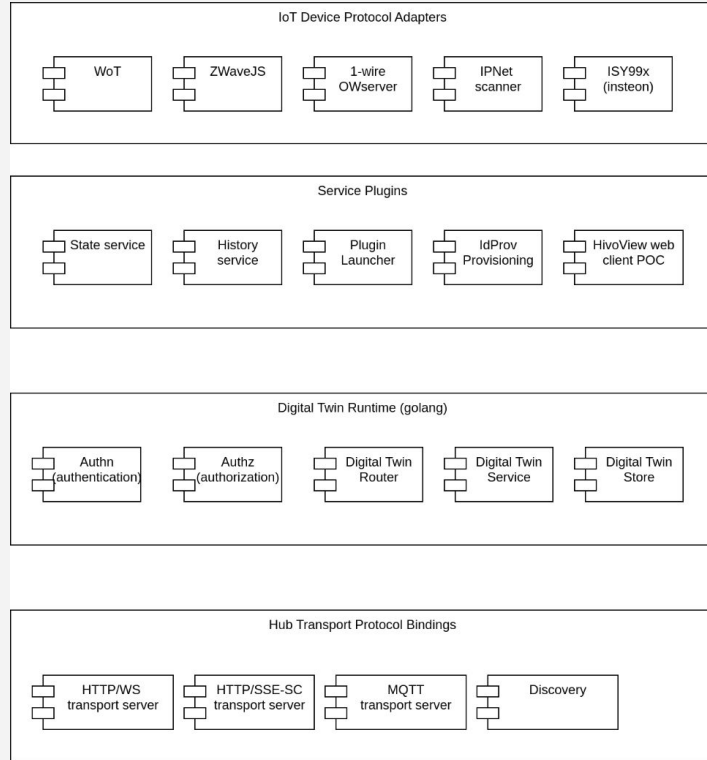 IoT Device Protocol Adapters
WoT
ZWaveJS
1-wire
OWserver
IPNet
scanner
ISY99x
(insteon)
Service Plugins
State service
History
service
Plugin
Launcher
IdProv
Provisioning
HivoView web
client POC
Digital Twin Runtime (golang)
Authn
(authentication)
Authz
(authorization)
Digital Twin
Router
Digital Twin
Service
Digital Twin
Store
Hub Transport Protocol Bindings
HTTP/WS
transport server
HTTP/SSE-SC
transport server
MQTT
transport server
Discovery